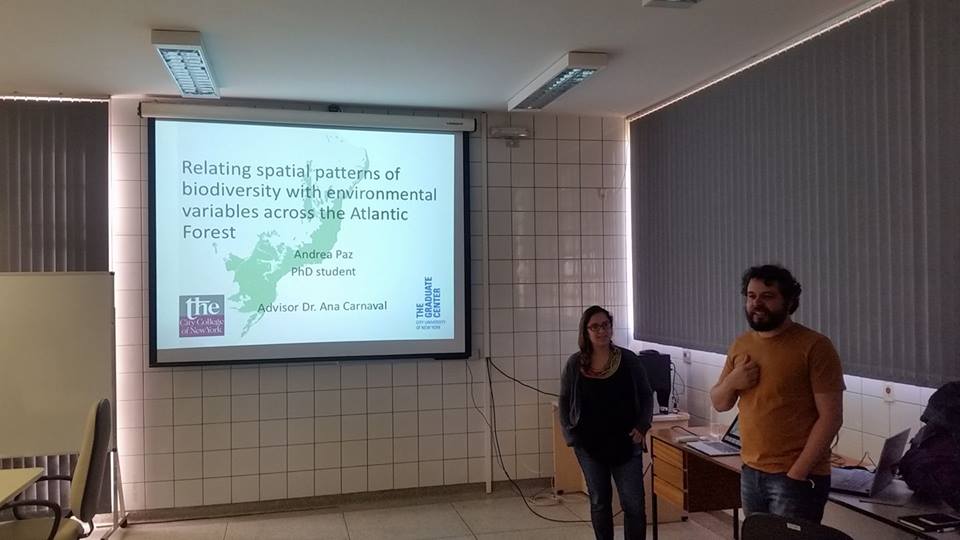 Relating spatial patterns of
biodiversity with environmental
variables across the Atlantic
Forest
Andrea Paz
PhD student
Advisor Dr. Ana Carnaval
the
City College
of New York
THE
GRADUATE
CENTER
CITY UNIVERSITY
OF NEW YORK